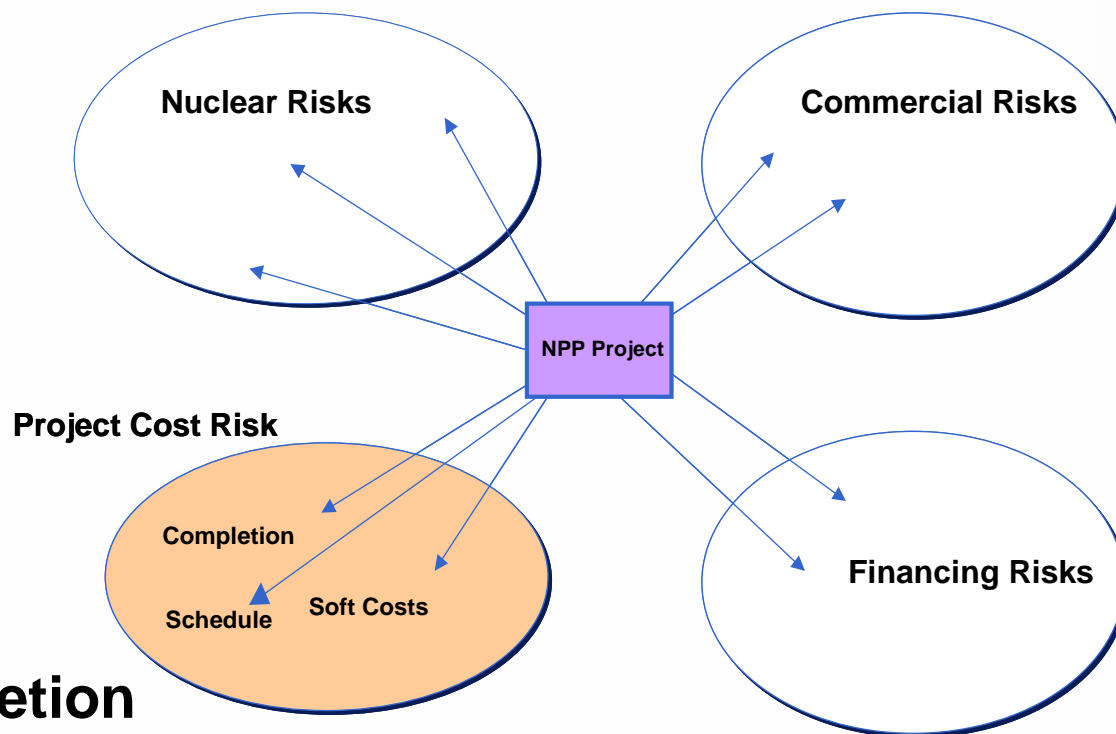 Nuclear Risks
Commercial Risks
NPP Project
Project Cost Risk
Completion
Schedule
Soft Costs
Financing Risks
etion